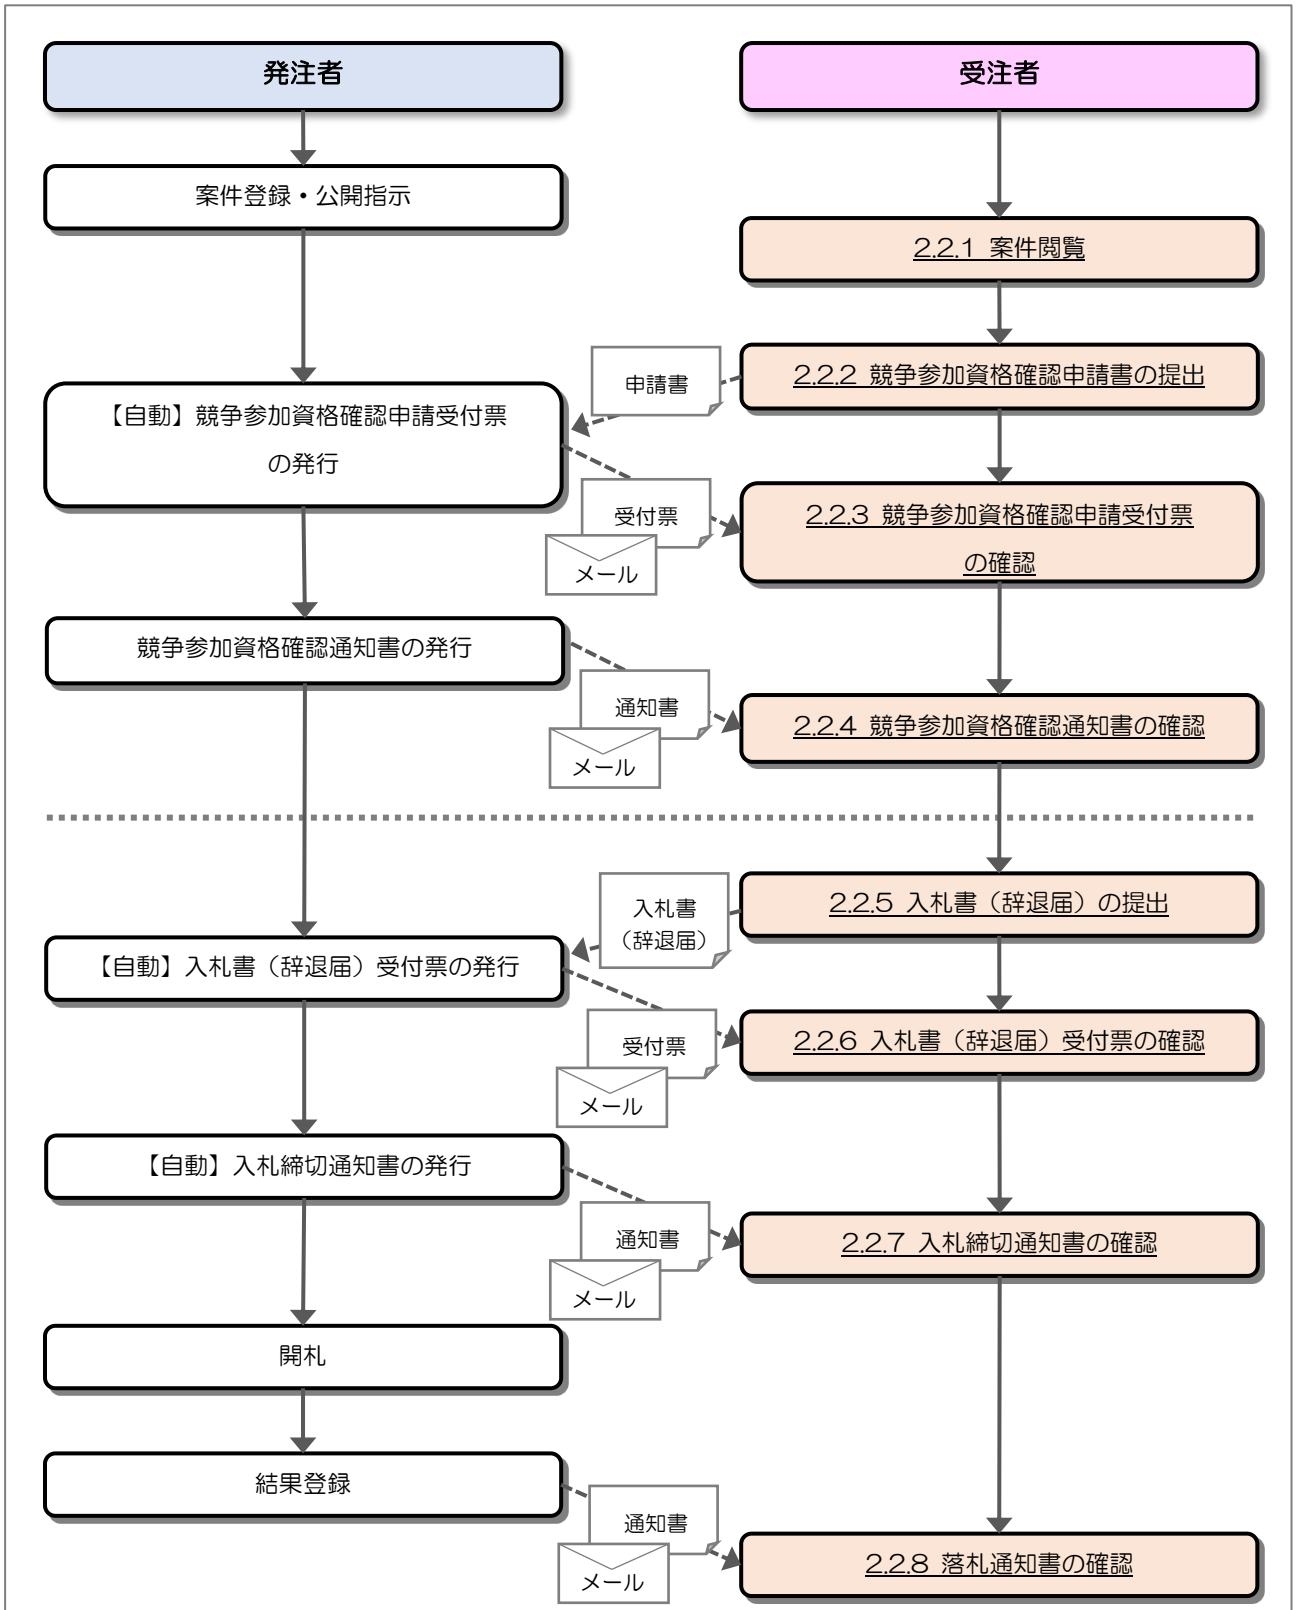 発注者
受注者
案件登録・公開指示
2.2.1 案件閲覧
申請書
2.2.2 競争参加資格確認申請書の提出
【自動】競争参加資格確認申請受付票
の発行
受付票
メール
2.2.3 競争参加資格確認申請受付票
の確認
競争参加資格確認通知書の発行
通知書
メール
2.2.4 競争参加資格確認通知書の確認
入札書
（辞退届）
2.2.5 入札書（辞退届）の提出
【自動】入札書（辞退届）受付票の発行
受付票
メール
2.2.6 入札書（辞退届）受付票の確認
【自動】入札締切通知書の発行
通知書
メール
2.2.7 入札締切通知書の確認
開札
結果登録
通知書
メール
2.2.8 落札通知書の確認